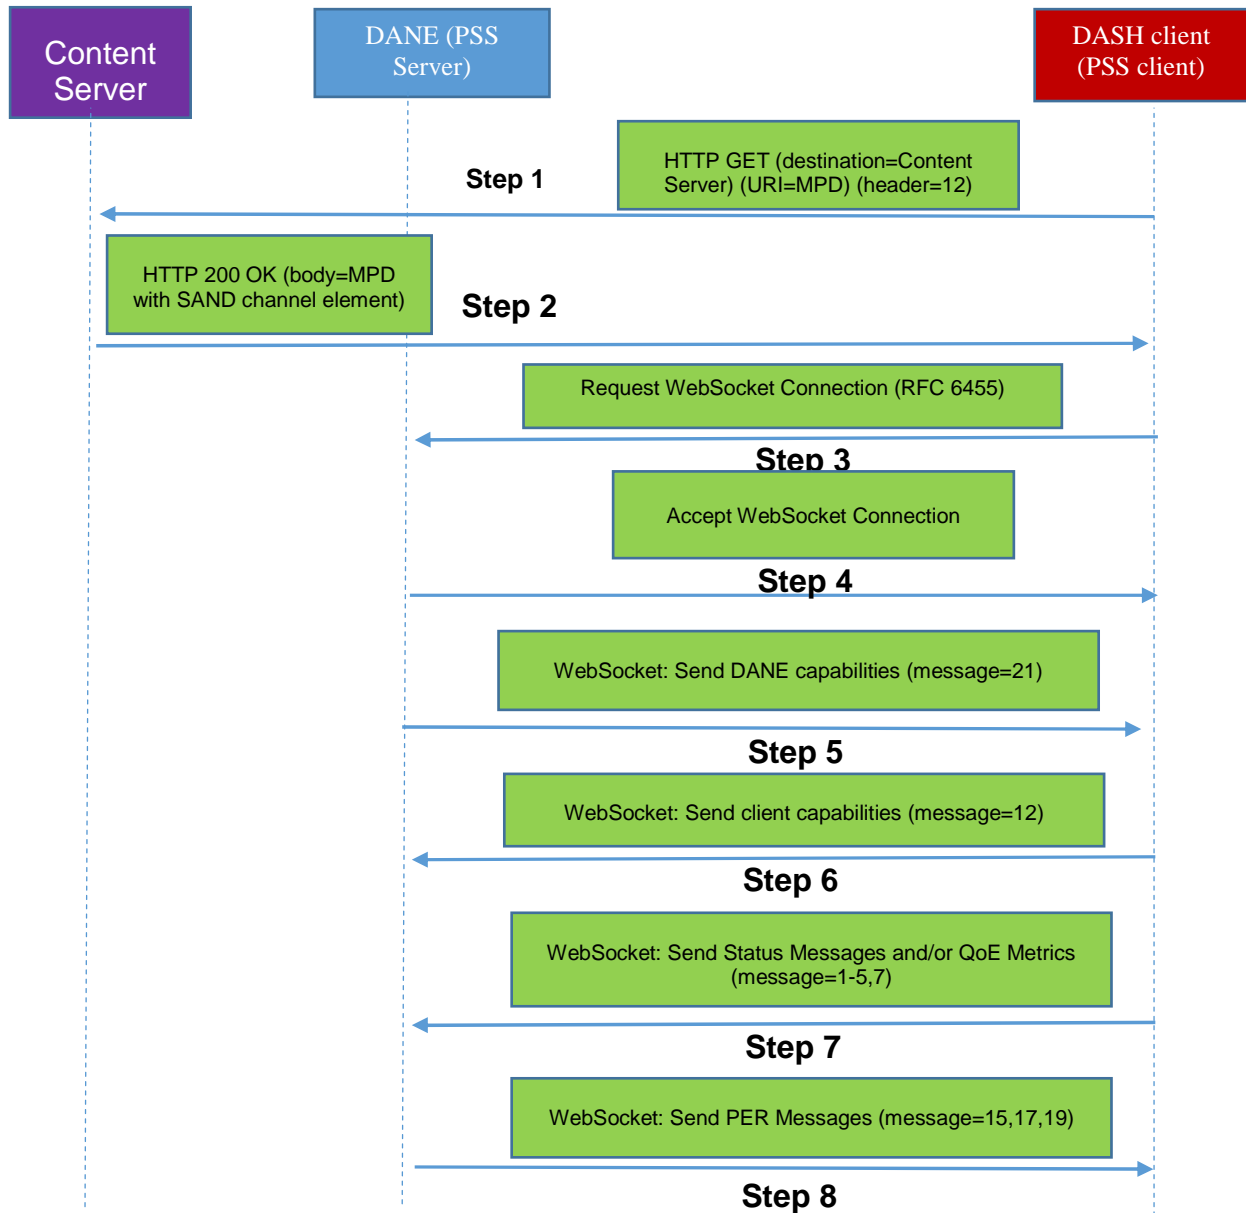 Content
Server
DANE (PSS
Server)
DASH client
(PSS client)
HTTP GET (destination=Content
Server) (URI=MPD) (header=12)
Step 1
HTTP 200 OK (body=MPD
with SAND channel element)
Step 2
Request WebSocket Connection (RFC 6455)
Step 3
Accept WebSocket Connection
Step 4
WebSocket: Send DANE capabilities (message=21)
Step 5
WebSocket: Send client capabilities (message=12)
Step 6
WebSocket: Send Status Messages and/or QoE Metrics
(message=1-5,7)
Step 7
WebSocket: Send PER Messages (message=15,17,19)
Step 8